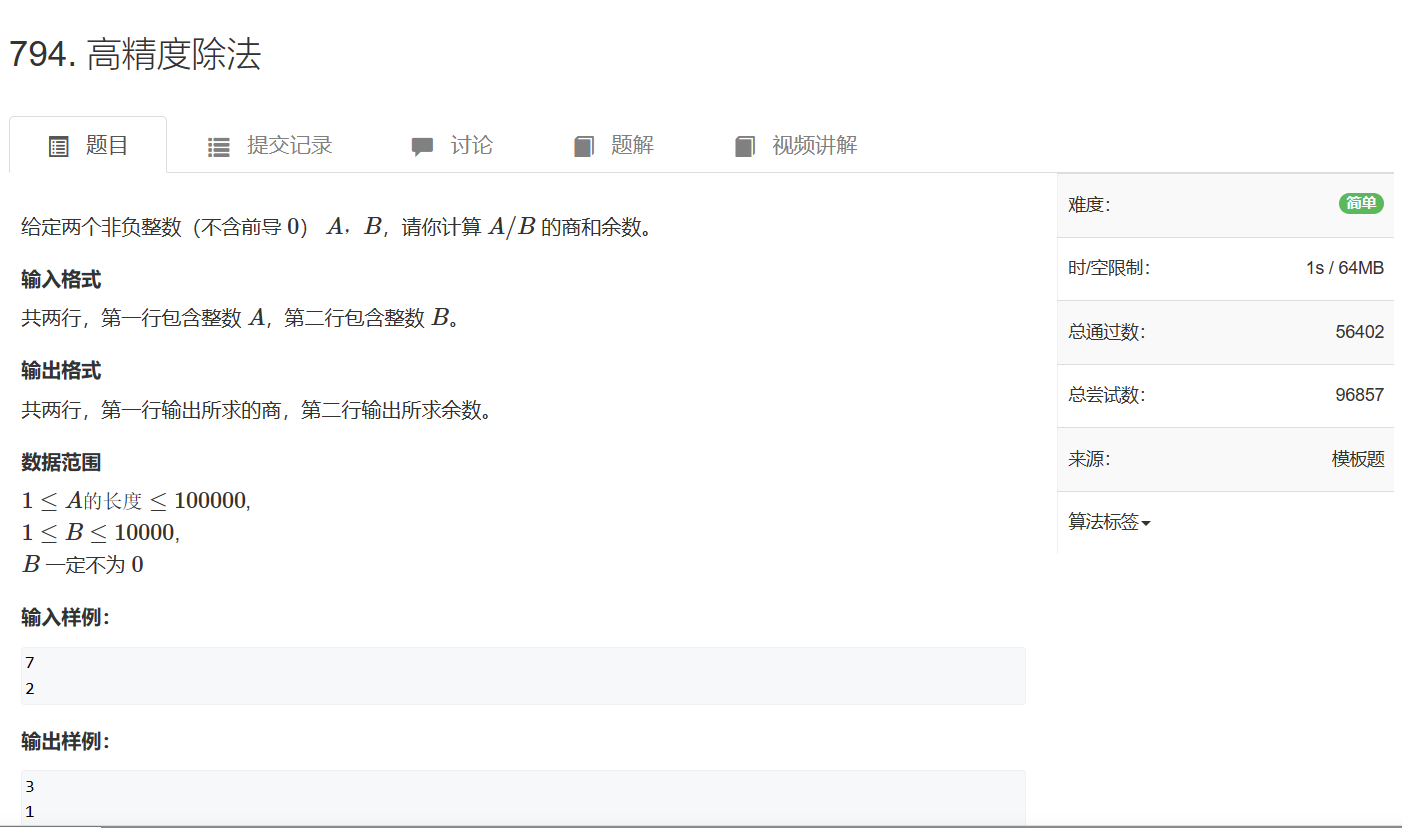 794. 高精度除法
题目 提交记录 讨论 题解 视频讲解
给定两个非负整数（不含前导 0） A，B，请你计算 A/B 的商和余数。
输入格式
共两行，第一行包含整数 A，第二行包含整数 B。
输出格式
共两行，第一行输出所求的商，第二行输出所求余数。
数据范围
1 ≤ A的长度 ≤ 100000,
1 ≤ B ≤ 10000,
B 一定不为 0
输入样例：
7
2
输出样例：
3
1
难度： 简单
时/空限制： 1s / 64MB
总通过数： 56402
总尝试数： 96857
来源： 模板题
算法标签